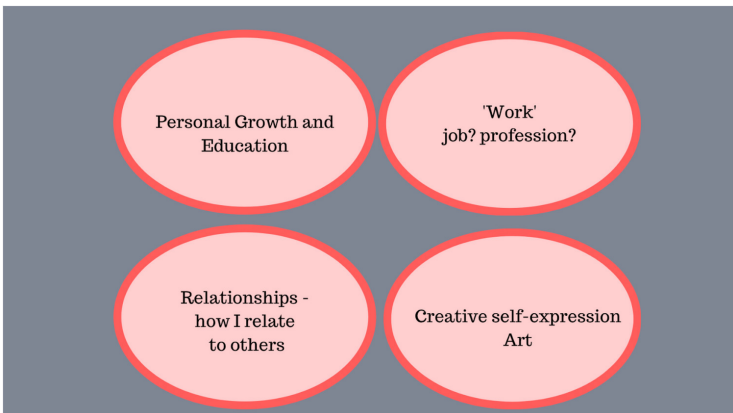 Personal Growth and
Education
'Work'
job? profession?
Relationships -
how I relate
to others
Creative self-expression
Art